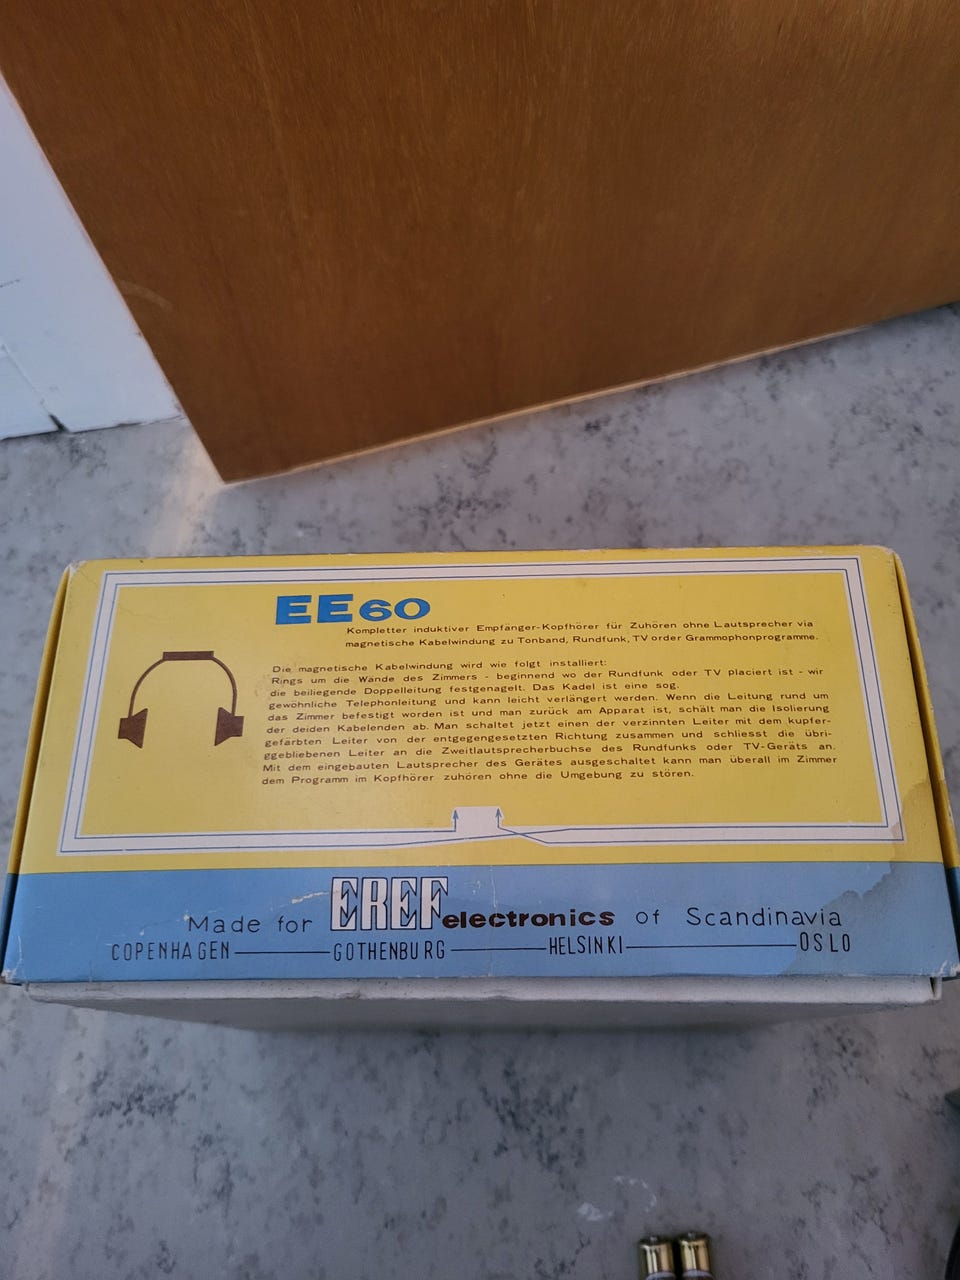 EE60
Kompletter induktiver Empfänger-Kopfhörer für Zuhören ohne Lautsprecher via
magnetische Kabelwindung zu Tonband, Rundfunk, TV order Grammophonprogramme.
Die magnetische Kabelwindung wird wie folgt installiert:
Rings um die Wände des Zimmers - beginnend wo der Rundfunk oder TV placiert ist - wir
die beiliegende Doppelleitung festgenagelt. Das Kadel ist eine sog.
gewöhnliche Telephonleitung und kann leicht verlängert werden. Wenn die Leitung rund um
das Zimmer befestigt worden ist und man zurück am Apparat ist, schält man die Isolierung
der deiden Kabelenden ab. Man schaltet jetzt einen der verzinnten Leiter mit dem kupfer-
gefärbten Leiter von der entgegengesetzten Richtung zusammen und schliesst die übri-
ggebliebenen Leiter an die Zweitlautsprecherbuchse des Rundfunks oder TV-Geräts an.
Mit dem eingebauten Lautsprecher des Gerätes ausgeschaltet kann man überall im Zimmer
dem Programm im Kopfhörer zuhören ohne die Umgebung zu stören.
Made for EREF electronics of Scandinavia
COPENHAGEN GOTHENBURG HELSINKI OSLO